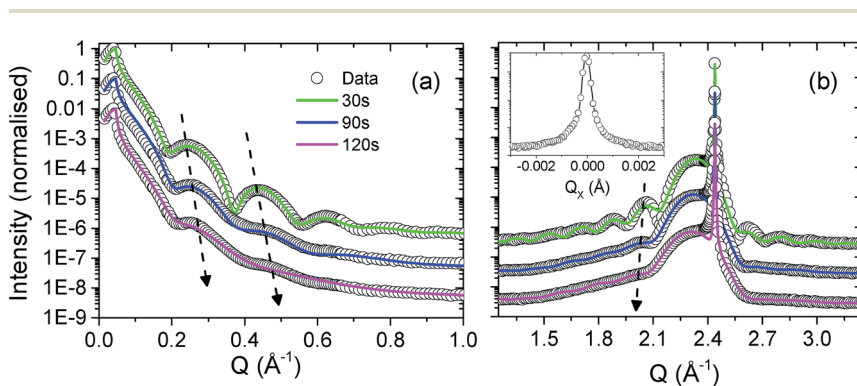 1
0.1
0.01
1E-3
1E-4
1E-5
1E-6
1E-7
1E-8
1E-9
Intensity (normalised)
0.0 0.2 0.4 0.6 0.8 1.0
Q (Å⁻¹)
(a)
Data
30s
90s
120s
(b)
-0.002 0.000 0.002
Qₓ (Å)
1.5 1.8 2.1 2.4 2.7 3.0
Q (Å⁻¹)